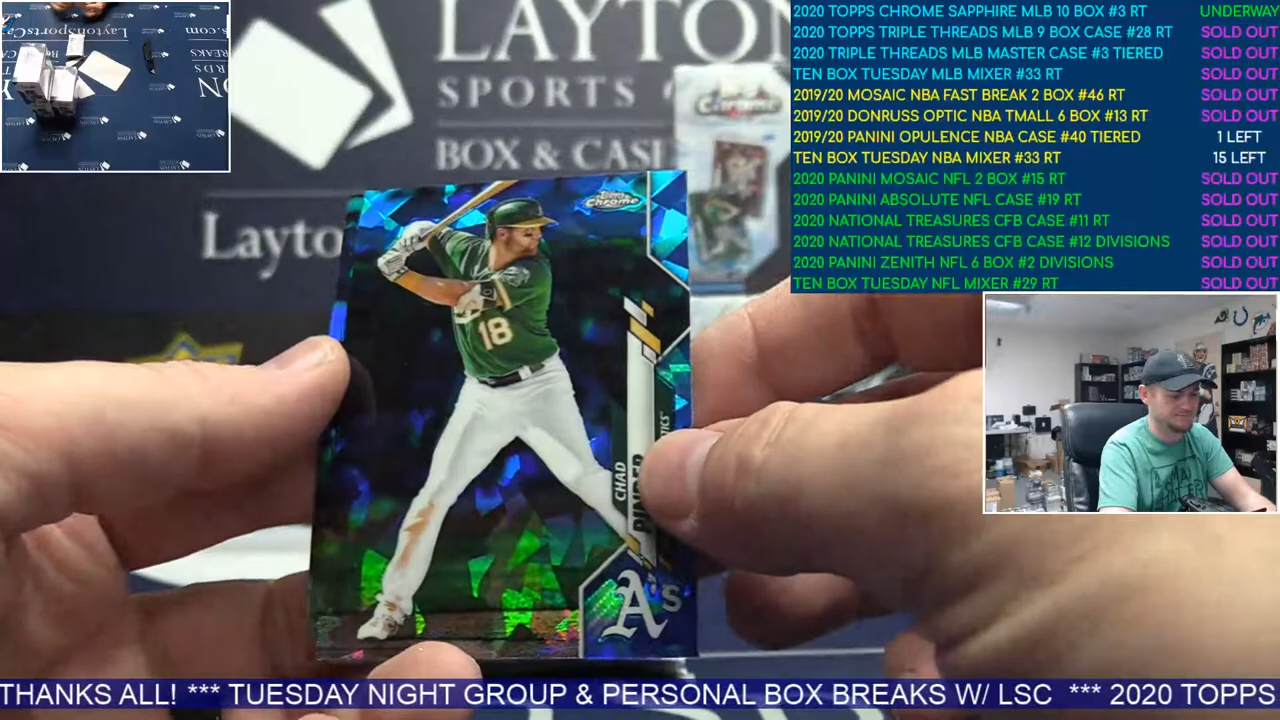 2020 TOPPS CHROME SAPPHIRE MLB 10 BOX #3 RT UNDERWAY
2020 TOPPS TRIPLE THREADS MLB 9 BOX CASE #28 RT SOLD OUT
2020 TRIPLE THREADS MLB MASTER CASE #3 TIERED SOLD OUT
TEN BOX TUESDAY MLB MIXER #33 RT SOLD OUT
2019/20 MOSAIC NBA FAST BREAK 2 BOX #46 RT SOLD OUT
2019/20 DONRUSS OPTIC NBA TMALL 6 BOX #13 RT SOLD OUT
2019/20 PANINI OPULENCE NBA CASE #40 TIERED 1 LEFT
TEN BOX TUESDAY NBA MIXER #33 RT 15 LEFT
2020 PANINI MOSAIC NFL 2 BOX #15 RT SOLD OUT
2020 PANINI ABSOLUTE NFL CASE #19 RT SOLD OUT
2020 NATIONAL TREASURES CFB CASE #11 RT SOLD OUT
2020 NATIONAL TREASURES CFB CASE #12 DIVISIONS SOLD OUT
2020 PANINI ZENITH NFL 6 BOX #2 DIVISIONS SOLD OUT
TEN BOX TUESDAY NFL MIXER #29 RT SOLD OUT
LAYTON
SPORTS C
BOX & CASE
Layto
Topps Chrome
Chrome
18
CHAD
PINDER
A's
THANKS ALL! *** TUESDAY NIGHT GROUP & PERSONAL BOX BREAKS W/ LSC *** 2020 TOPPS